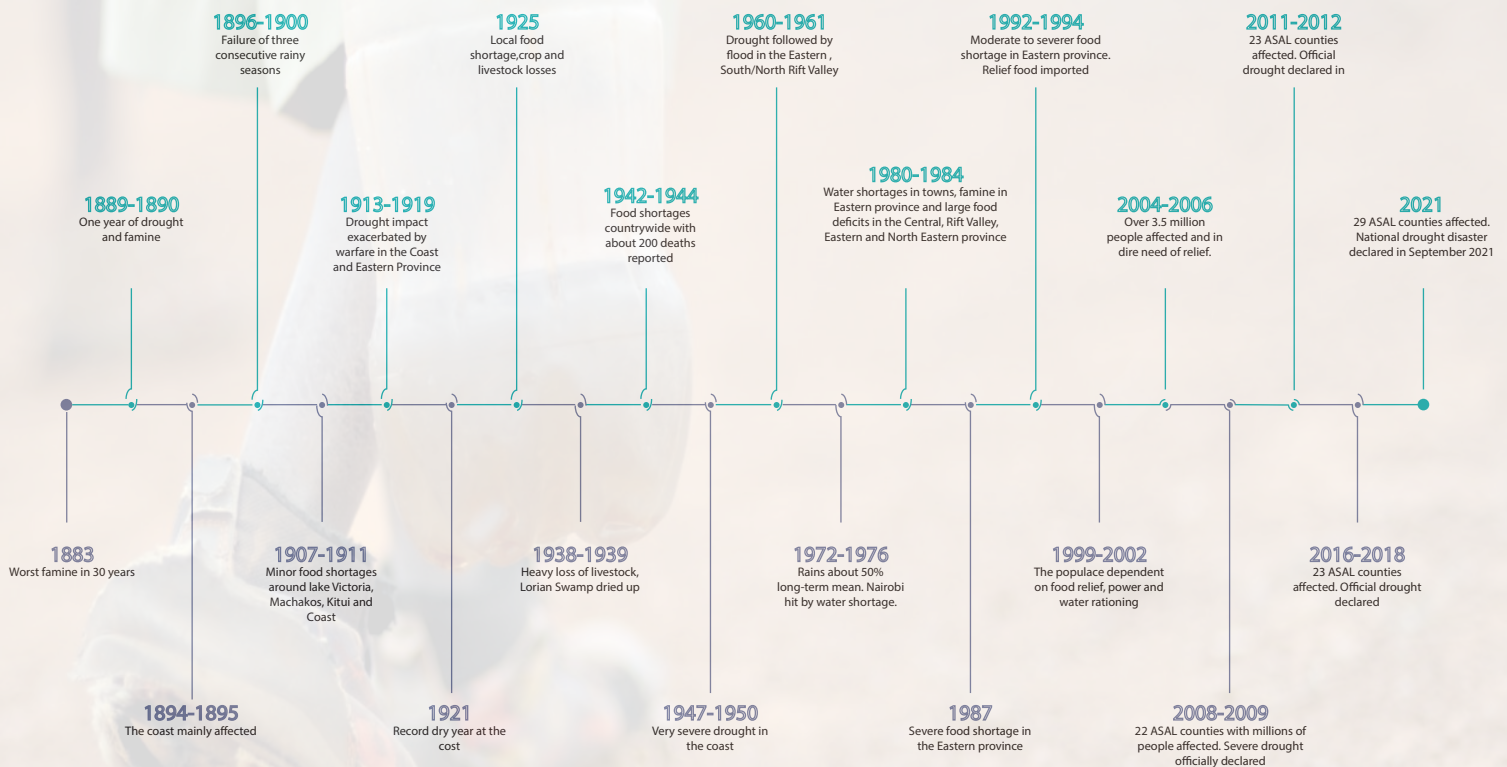 1883
Worst famine in 30 years
1889-1890
One year of drought
and famine
1894-1895
The coast mainly affected
1896-1900
Failure of three
consecutive rainy
seasons
1907-1911
Minor food shortages
around lake Victoria,
Machakos, Kitui and
Coast
1913-1919
Drought impact
exacerbated by
warfare in the Coast
and Eastern Province
1921
Record dry year at the
cost
1925
Local food
shortage,crop and
livestock losses
1938-1939
Heavy loss of livestock,
Lorian Swamp dried up
1942-1944
Food shortages
countrywide with
about 200 deaths
reported
1947-1950
Very severe drought in
the coast
1960-1961
Drought followed by
flood in the Eastern ,
South/North Rift Valley
1972-1976
Rains about 50%
long-term mean. Nairobi
hit by water shortage.
1980-1984
Water shortages in towns, famine in
Eastern province and large food
deficits in the Central, Rift Valley,
Eastern and North Eastern province
1987
Severe food shortage in
the Eastern province
1992-1994
Moderate to severer food
shortage in Eastern province.
Relief food imported
1999-2002
The populace dependent
on food relief, power and
water rationing
2004-2006
Over 3.5 million
people affected and in
dire need of relief.
2008-2009
22 ASAL counties with millions of
people affected. Severe drought
officially declared
2011-2012
23 ASAL counties
affected. Official
drought declared in
2016-2018
23 ASAL counties
affected. Official drought
declared
2021
29 ASAL counties affected.
National drought disaster
declared in September 2021